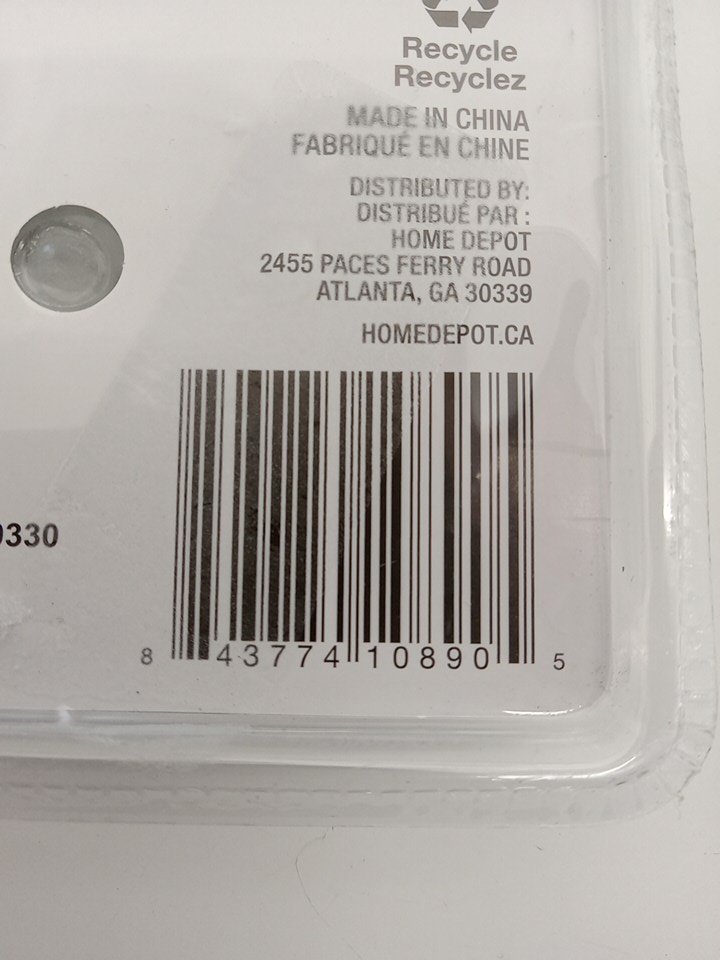 Recycle
Recyclez
MADE IN CHINA
FABRIQUÉ EN CHINE
DISTRIBUTED BY:
DISTRIBUÉ PAR :
HOME DEPOT
2455 PACES FERRY ROAD
ATLANTA, GA 30339
HOMEDEPOT.CA
330
8 43774 10890 5